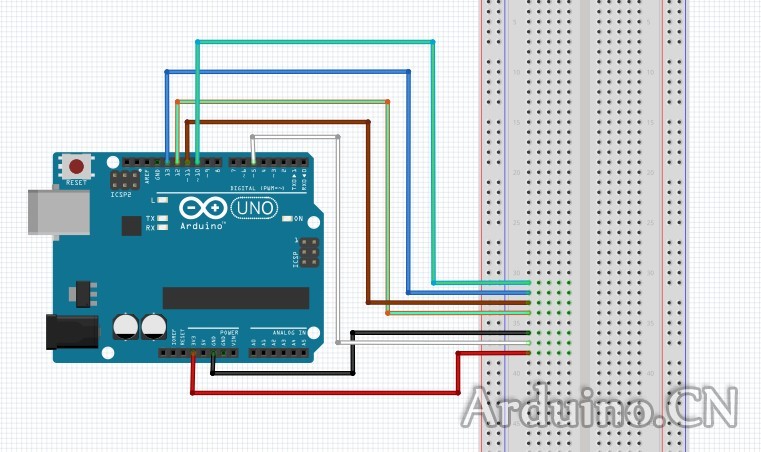 5
5
10
10
15
15
20
20
25
25
30
30
35
35
40
40
RESET
ICSP2
AREF
GND
13
12
~11
~10
~9
8
7
~6
~5
4
~3
2
TXD▶1
RXD◀0
DIGITAL (PWM~)
L
TX
RX
Arduino™
UNO
ON
1
ICSP
IOREF
RESET
3V3
5V
GND
GND
VIN
POWER
ANALOG IN
A0
A1
A2
A3
A4
A5
Arduino.CN